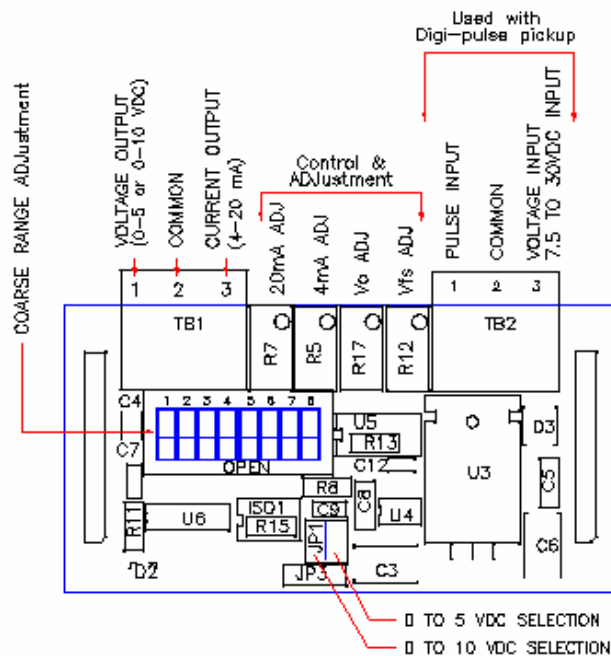 Used with
Digi-pulse pickup
COARSE RANGE ADJustment
VOLTAGE OUTPUT
(0-5 or 0-10 VDC)
COMMON
CURRENT OUTPUT
(4-20 mA)
Control &
ADJustment
20mA ADJ
4mA ADJ
Vo ADJ
Vfs ADJ
PULSE INPUT
COMMON
VOLTAGE INPUT
7.5 TO 30VDC INPUT
1 2 3
TB1
R7
R5
R17
R12
1 2 3
TB2
1 2 3 4 5 6 7 8
OPEN
C4
C7
U5
R13
C12
U3
D3
C5
C6
R11
U6
ISO1
R15
R8
C9
C8
U4
JP1
"D2
JP3
C3
0 TO 5 VDC SELECTION
0 TO 10 VDC SELECTION